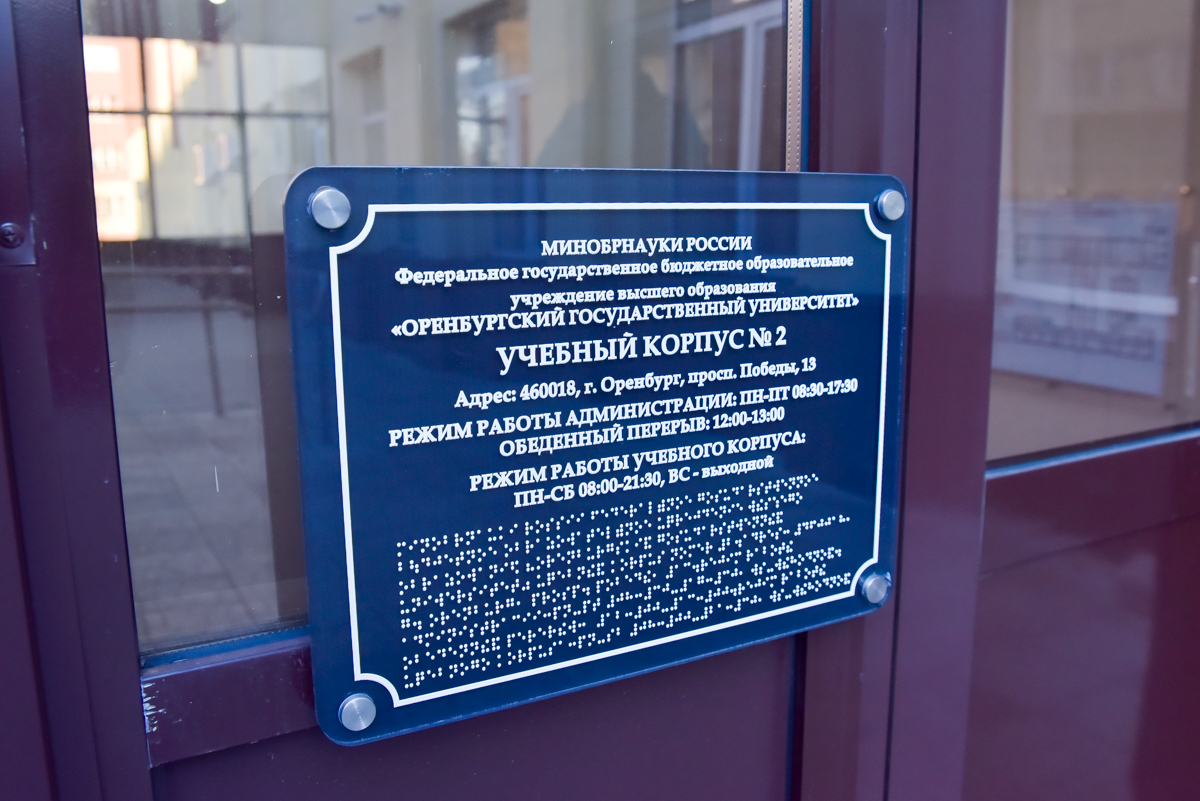 МИНОБРНАУКИ РОССИИ
Федеральное государственное бюджетное образовательное
учреждение высшего образования
«ОРЕНБУРГСКИЙ ГОСУДАРСТВЕННЫЙ УНИВЕРСИТЕТ»
УЧЕБНЫЙ КОРПУС № 2
Адрес: 460018, г. Оренбург, просп. Победы, 13
РЕЖИМ РАБОТЫ АДМИНИСТРАЦИИ: ПН-ПТ 08:30-17:30
ОБЕДЕННЫЙ ПЕРЕРЫВ: 12:00-13:00
РЕЖИМ РАБОТЫ УЧЕБНОГО КОРПУСА:
ПН-СБ 08:00-21:30, ВС - выходной